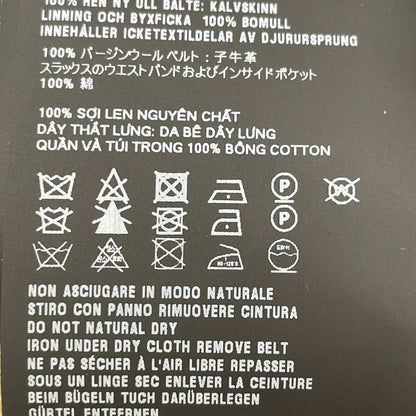 100% REN NY ULL BÄLTE: KALVSKINN
LINNING OCH BYXFICKA 100% BOMULL
INNEHÅLLER ICKETEXTILDELAR AV DJURURSPRUNG
100% バージンウール ベルト：子牛革
スラックスのウエストバンドおよびインサイドポケット
100% 綿
100% SỢI LEN NGUYÊN CHẤT
DÂY THẮT LƯNG: DA BÊ DÂY LƯNG
QUẦN VÀ TÚI TRONG 100% BÔNG COTTON
P W
P
80~120℃ 드라이
NON ASCIUGARE IN MODO NATURALE
STIRO CON PANNO RIMUOVERE CINTURA
DO NOT NATURAL DRY
IRON UNDER DRY CLOTH REMOVE BELT
NE PAS SÉCHER À L'AIR LIBRE REPASSER
SOUS UN LINGE SEC ENLEVER LA CEINTURE
BEIM BÜGELN TUCH DARÜBERLEGEN
GÜRTEL ENTFERNEN